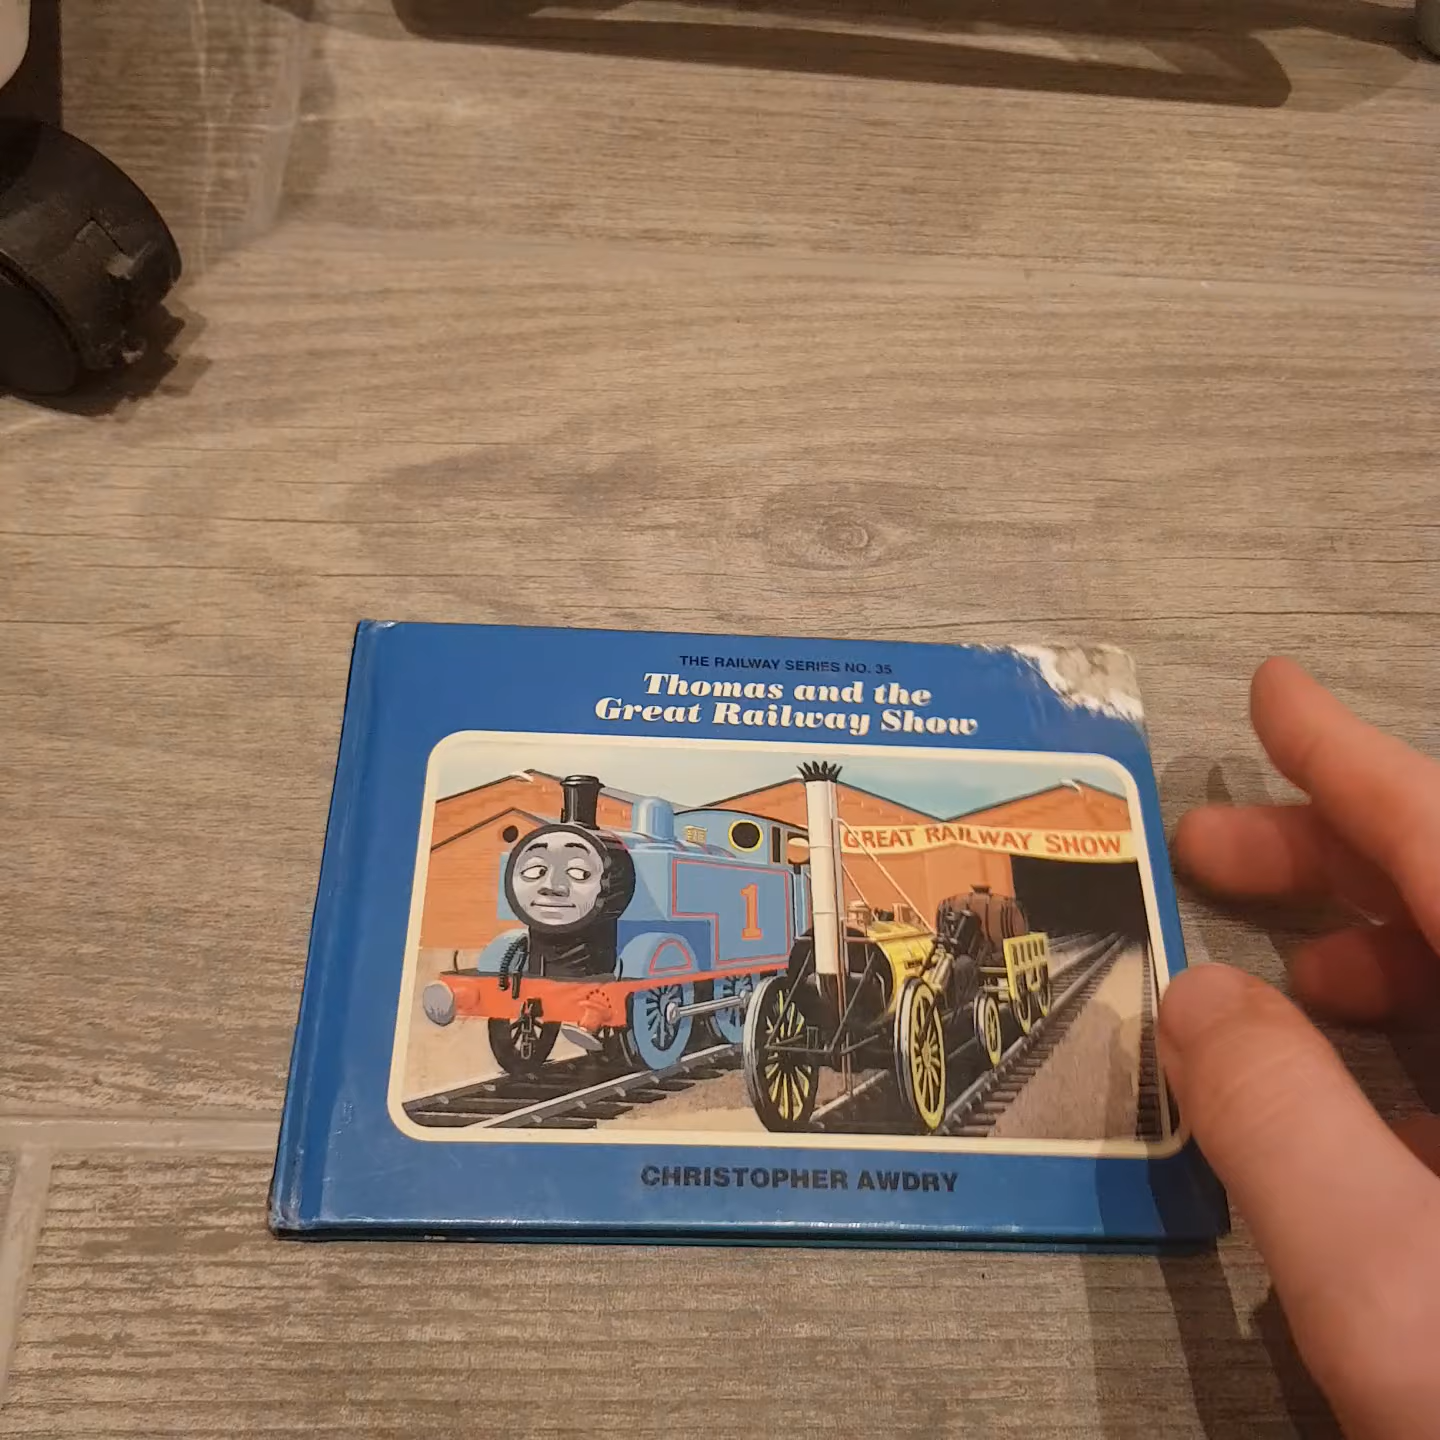 THE RAILWAY SERIES NO. 35
Thomas and the
Great Railway Show
GREAT RAILWAY SHOW
1
CHRISTOPHER AWDRY